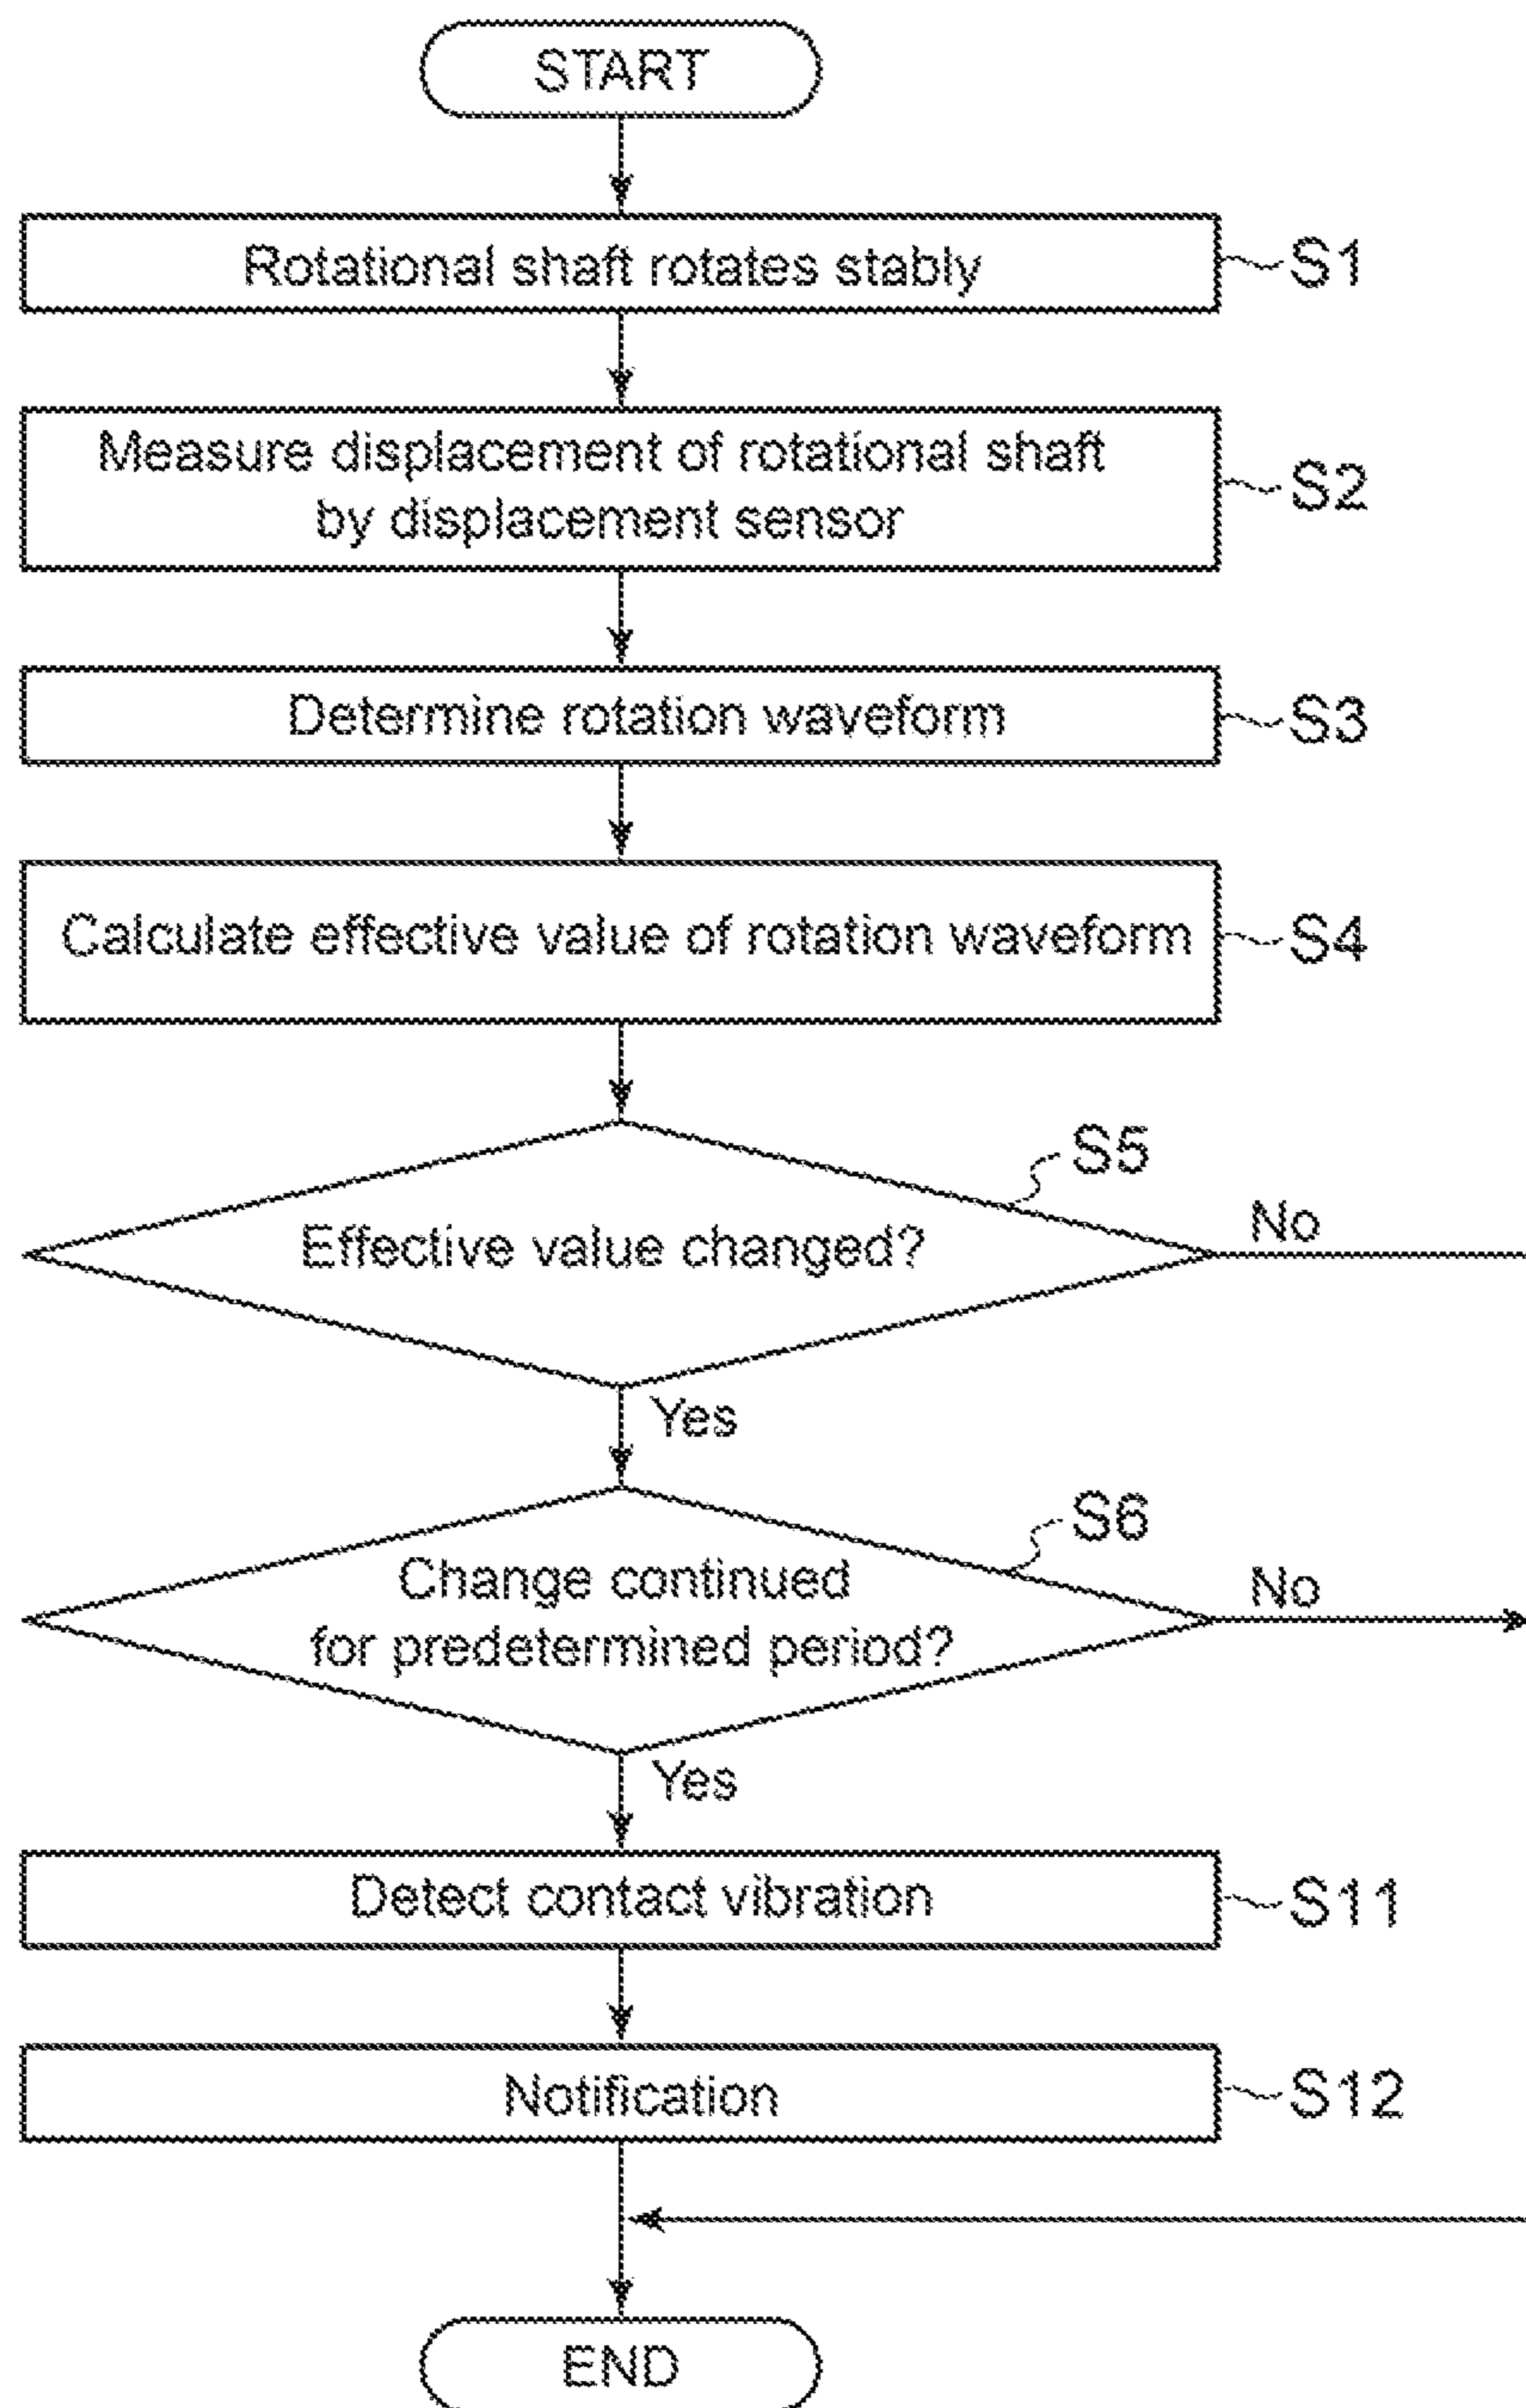 START
Rotational shaft rotates stably
S1
Measure displacement of rotational shaft
by displacement sensor
S2
Determine rotation waveform
S3
Calculate effective value of rotation waveform
S4
S5
Effective value changed?
No
Yes
S6
Change continued
for predetermined period?
No
Yes
Detect contact vibration
S11
Notification
S12
END